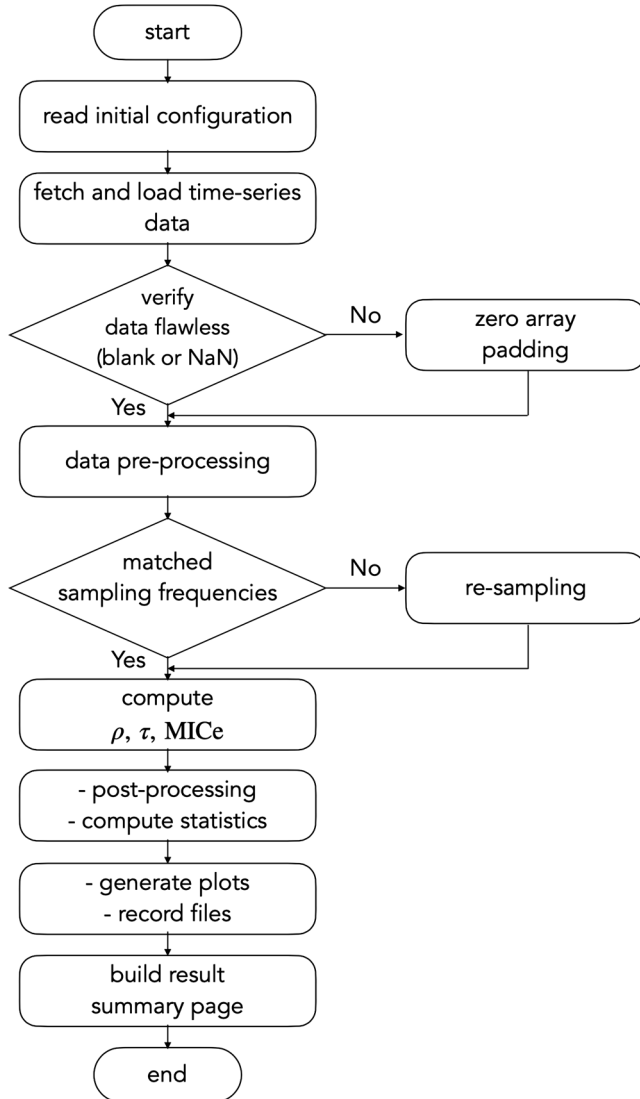 start
read initial configuration
fetch and load time-series
data
verify
data flawless
(blank or NaN)
No
zero array
padding
Yes
data pre-processing
matched
sampling frequencies
No
re-sampling
Yes
compute
ρ, τ, MICe
- post-processing
- compute statistics
- generate plots
- record files
build result
summary page
end